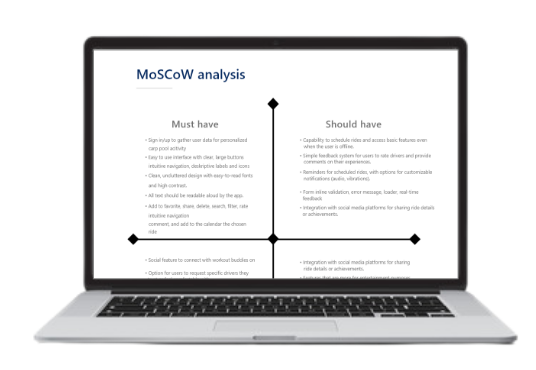 MoSCoW analysis
Must have
• Sign in/up to gather user data for personalized
car pool activity
• Easy to use interface with clear, large buttons
intuitive navigation, deskriptive labels and icons
• Clean, uncluttered design with easy-to-read fonts
and high contrast.
• All text should be readable aloud by the app.
• Add to favorite, share, delete, search, filter, rate
intuitive navigation
comment, and add to the calendar the chosen
ride
• Social feature to connect with workout buddies on
• Option for users to request specific drivers they
Should have
• Capability to schedule rides and access basic features even
when the user is offline.
• Simple feedback system for users to rate drivers and provide
comments on their experiences.
• Reminders for scheduled rides, with options for customizable
notifications (audio, vibrations).
• Form inline validation, error message, loader, real-time
feedback
• Integration with social media platforms for sharing ride details
or achievements.
• Integration with social media platforms for sharing
ride details or achievements.